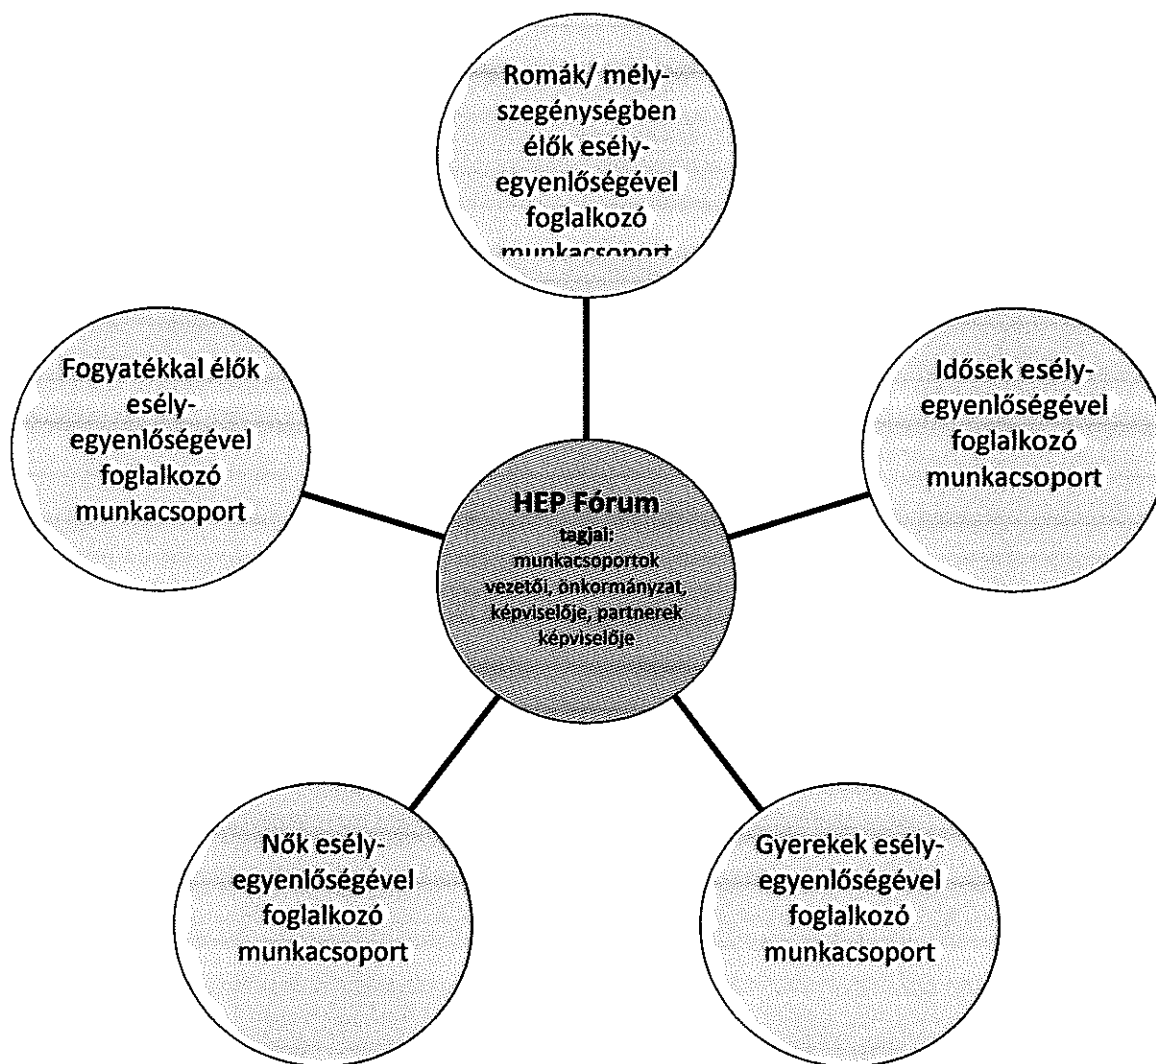 Romák/ mély-
szegénységben
élők esély-
egyenlőségével
foglalkozó
munkacsoport
Fogyatékkal élők
esély-
egyenlőségével
foglalkozó
munkacsoport
Idősek esély-
egyenlőségével
foglalkozó
munkacsoport
HEP Fórum
tagjai:
munkacsoportok
vezetői, önkormányzat,
képviselője, partnerek
képviselője
Nők esély-
egyenlőségével
foglalkozó
munkacsoport
Gyerekek esély-
egyenlőségével
foglalkozó
munkacsoport